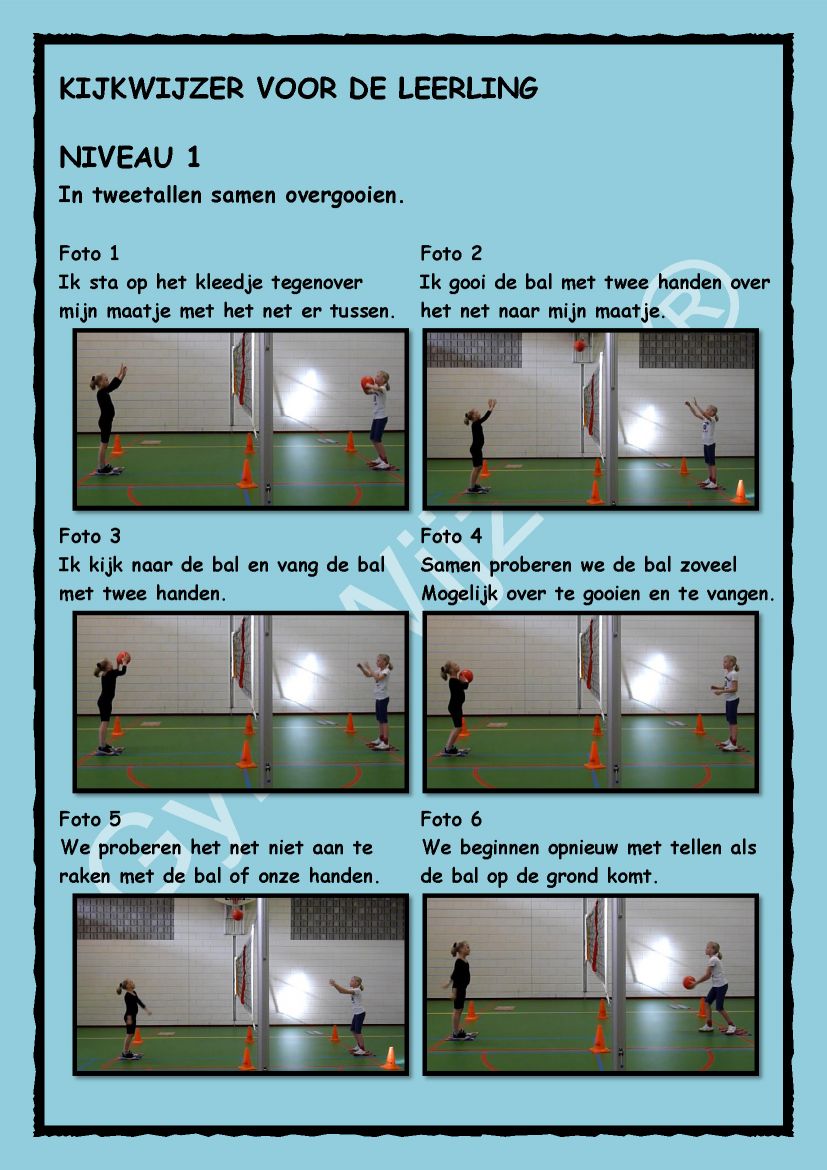 KIJKWIJZER VOOR DE LEERLING
NIVEAU 1
In tweetallen samen overgooien.
Foto 1
Ik sta op het kleedje tegenover
mijn maatje met het net er tussen.
Foto 2
Ik gooi de bal met twee handen over
het net naar mijn maatje.
Foto 3
Ik kijk naar de bal en vang de bal
met twee handen.
Foto 4
Samen proberen we de bal zoveel
Mogelijk over te gooien en te vangen.
Foto 5
We proberen het net niet aan te
raken met de bal of onze handen.
Foto 6
We beginnen opnieuw met tellen als
de bal op de grond komt.